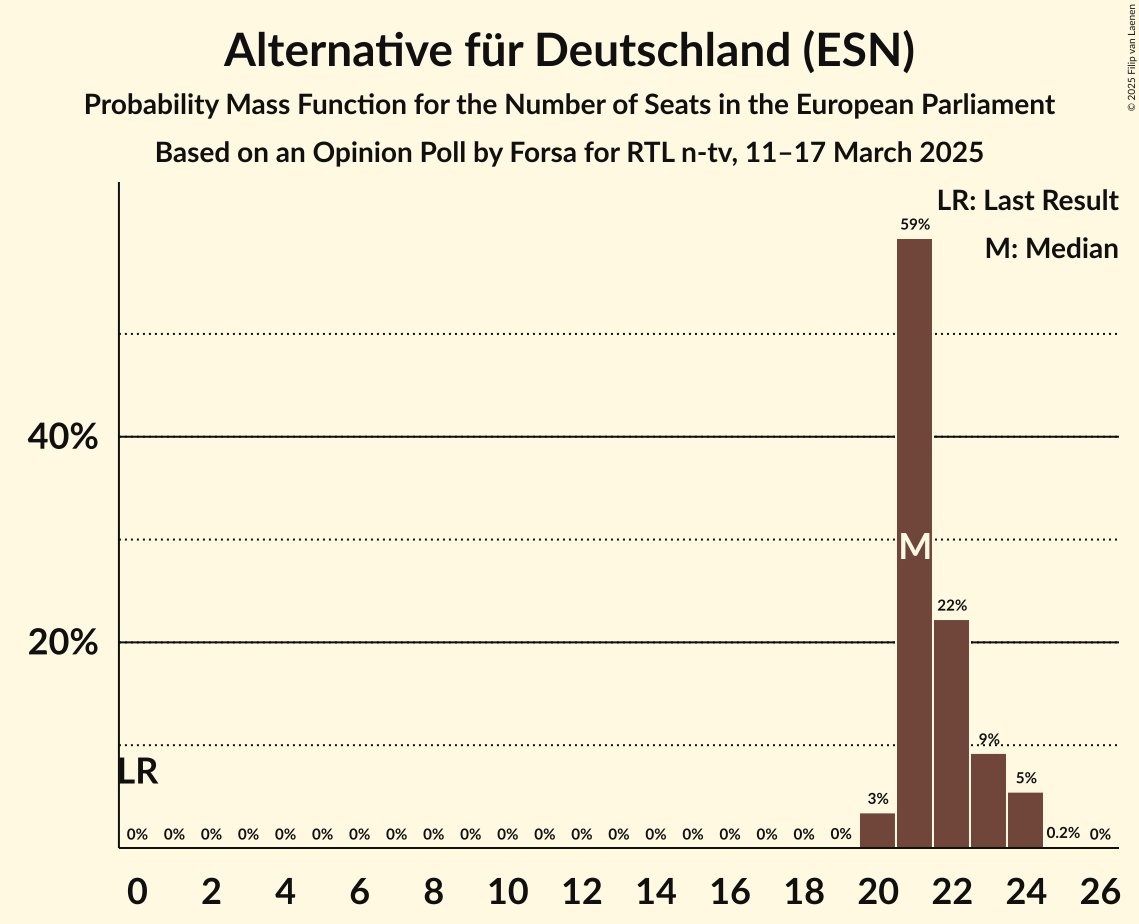 Alternative für Deutschland (ESN)
Probability Mass Function for the Number of Seats in the European Parliament
Based on an Opinion Poll by Forsa for RTL n-tv, 11–17 March 2025
© 2025 Filip van Laenen
LR: Last Result
M: Median
59%
40%
M
22%
20%
9%
LR
5%
3%
0% 0% 0% 0% 0% 0% 0% 0% 0% 0% 0% 0% 0% 0% 0% 0% 0% 0% 0% 0% 0.2% 0%
0 2 4 6 8 10 12 14 16 18 20 22 24 26